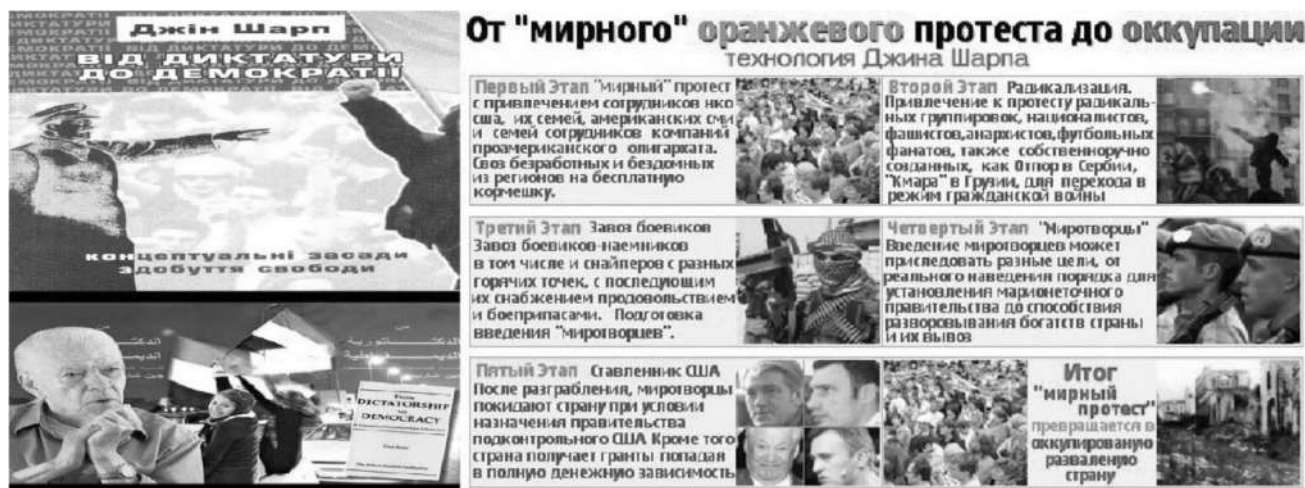 Джін Шарп
ВІД ДИКТАТУРИ
ДО ДЕМОКРАТІЇ
концептуальні засади
здобуття свободи
FROM
DICTATORSHIP
TO
DEMOCRACY
От "мирного" оранжевого протеста до оккупации
технология Джина Шарпа
Первый Этап "мирный" протест
с привлечением сотрудников нко
сша, их семей, американских сми
и семей сотрудников компаний
проамериканского олигархата.
Своз безработных и бездомных
из регионов на бесплатную
кормешку.
Второй Этап Радикализация.
Привлечение к протесту радикаль-
ных группировок, националистов,
фашистов,анархистов,футбольных
фанатов, также собственноручно
созданных, как Отпор в Сербии,
"Кмара" в Грузии, для перехода в
режим гражданской войны
Третий Этап Завоз боевиков
Завоз боевиков-наемников
в том числе и снайперов с разных
горячих точек, с последующим
их снабжением продовольствием
и боеприпасами. Подготовка
введения "миротворцев".
Четвертый Этап "Миротворцы"
Введение миротворцев может
приследовать разные цели, от
реального наведения порядка для
установления марионеточного
правительства до способствия
разворовывания богатств страны
и их вывоз
Пятый Этап Ставленник США
После разграбления, миротворцы
покидают страну при условии
назначения правительства
подконтрольного США Кроме того
страна получает гранты попадая
в полную денежную зависимость
Итог
"мирный
протест"
превращается в
оккупированую
разваленую
страну